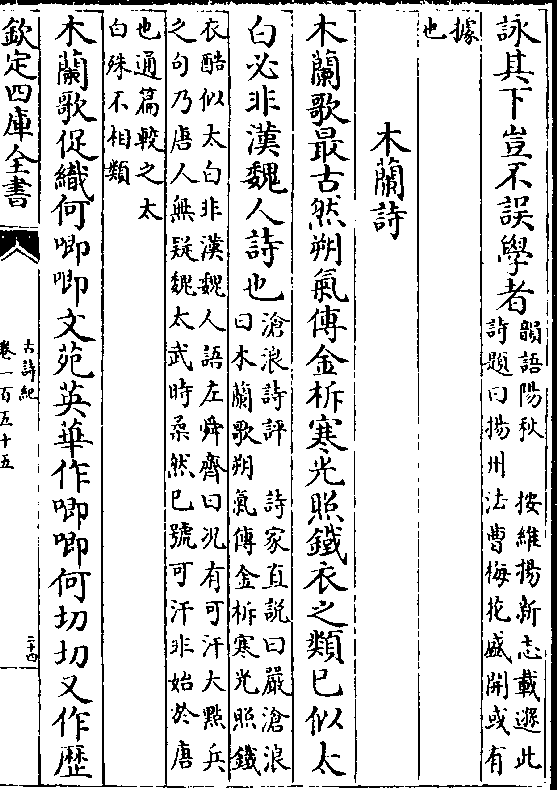 詠其下豈不誤學者韻語陽秋　按維揚新志載遜此
詩題曰揚州法曹梅花盛開或有
據
也
木蘭詩
木蘭歌最古然朔氣傳金柝寒光照鐵衣之類已似太
白必非漢魏人詩也滄浪詩評　詩家直說曰嚴滄浪
曰木蘭歌朔氣傳金柝寒光照鐵
衣酷似太白非漢魏人語左舜齊曰况有可汗大點兵
之句乃唐人無疑魏太武時柔然已號可汗非始於唐
也通篇較之太
白殊不相類
木蘭歌促織何唧唧文苑英華作唧唧何切切又作歴
欽定四庫全書
古詩紀
卷一百五十五
二十四